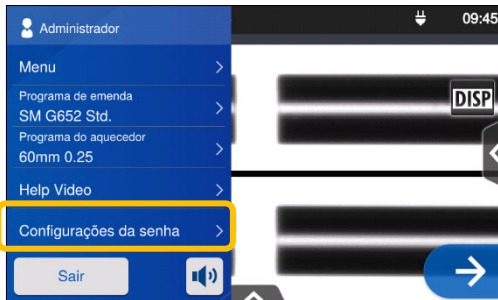 Administrador
09:45
Menu
Programa de emenda
SM G652 Std.
DISP
Programa do aquecedor
60mm 0.25
Help Video
Configurações da senha
Sair